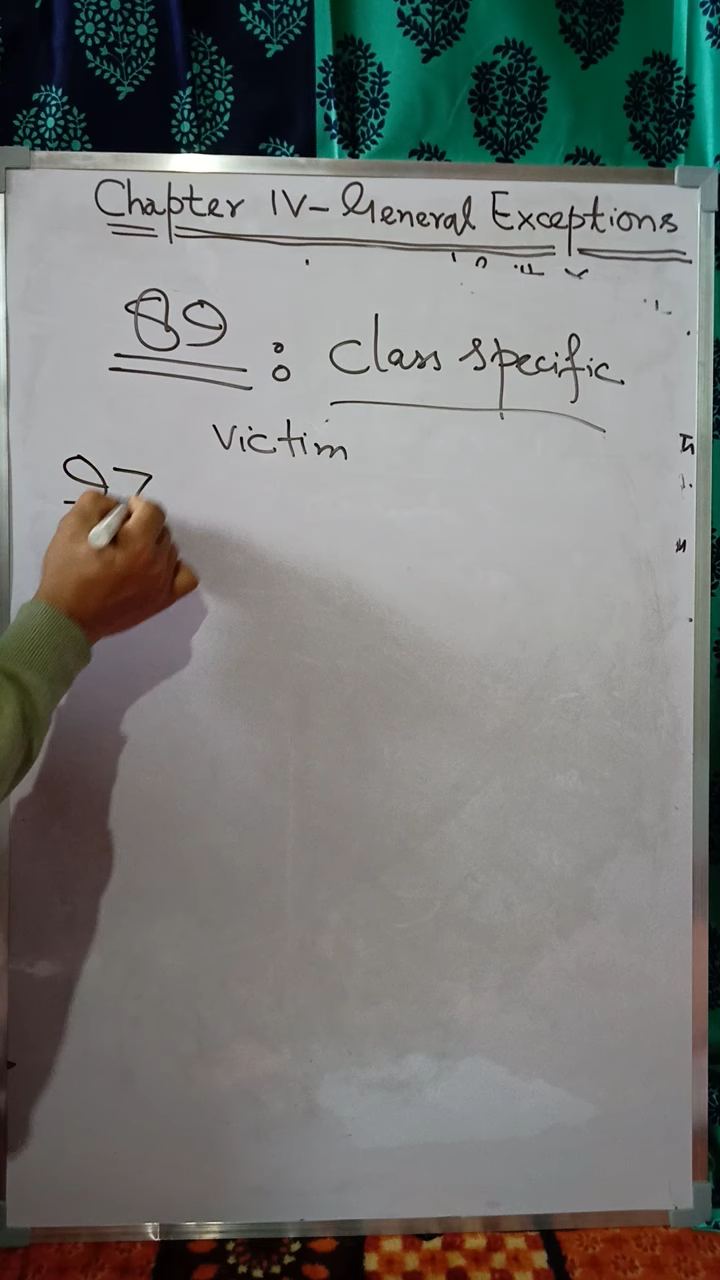 Chapter IV- General Exceptions
89 : Class specific
victim
87